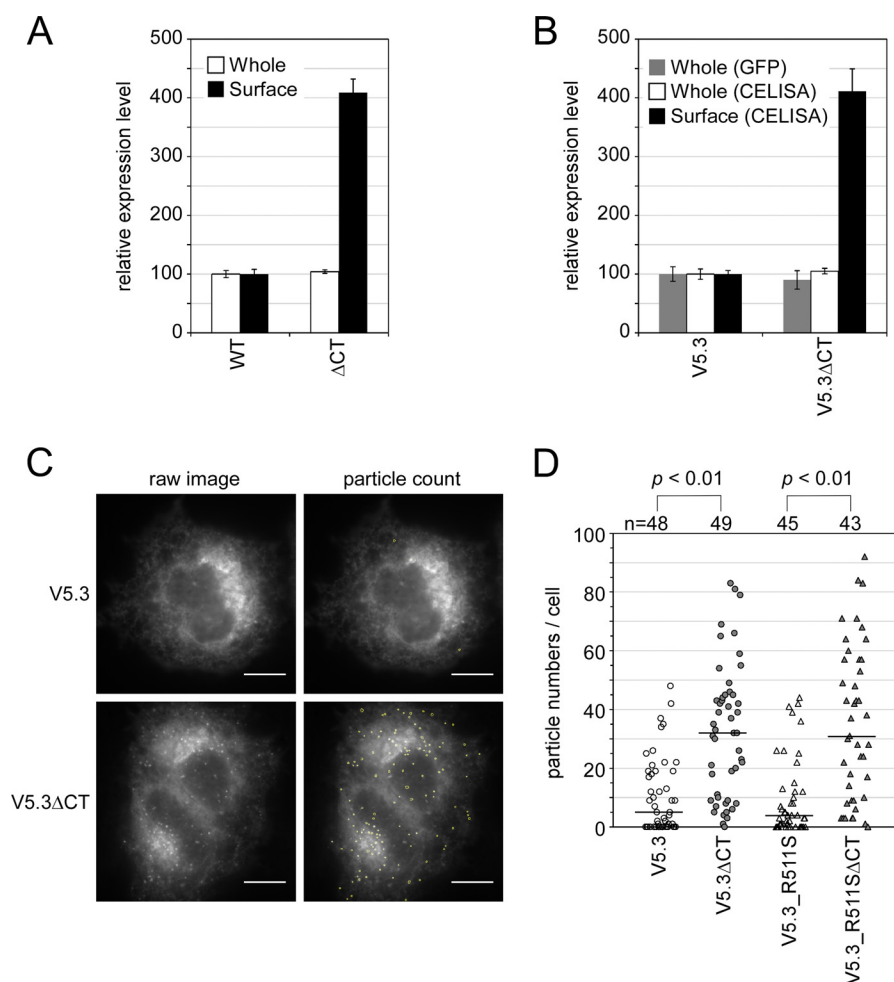 A
relative expression level
500
400
300
200
100
0
Whole
Surface
WT
ΔCT
B
relative expression level
500
400
300
200
100
0
Whole (GFP)
Whole (CELISA)
Surface (CELISA)
V5.3
V5.3ΔCT
C
raw image particle count
V5.3
V5.3ΔCT
D
p < 0.01 p < 0.01
n=48 49 45 43
particle numbers / cell
100
80
60
40
20
0
V5.3
V5.3ΔCT
V5.3_R511S
V5.3_R511SΔCT